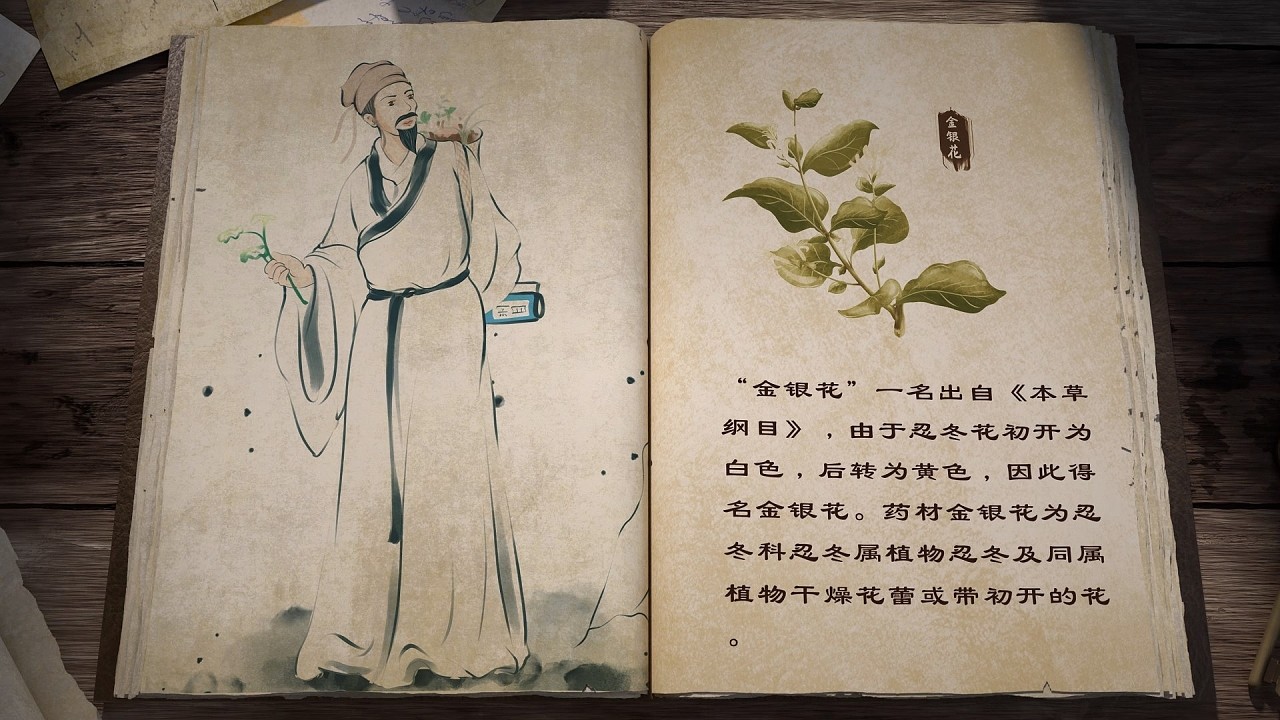 金银花
“金银花”一名出自《本草
纲目》，由于忍冬花初开为
白色，后转为黄色，因此得
名金银花。药材金银花为忍
冬科忍冬属植物忍冬及同属
植物干燥花蕾或带初开的花
。